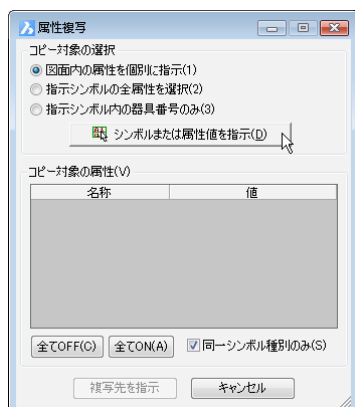 属性複写
コピー対象の選択
図面内の属性を個別に指示(1)
指示シンボルの全属性を選択(2)
指示シンボル内の器具番号のみ(3)
シンボルまたは属性値を指示(D)
コピー対象の属性(V)
名称 値
全てOFF(C) 全てON(A) 同一シンボル種別のみ(S)
複写先を指示 キャンセル